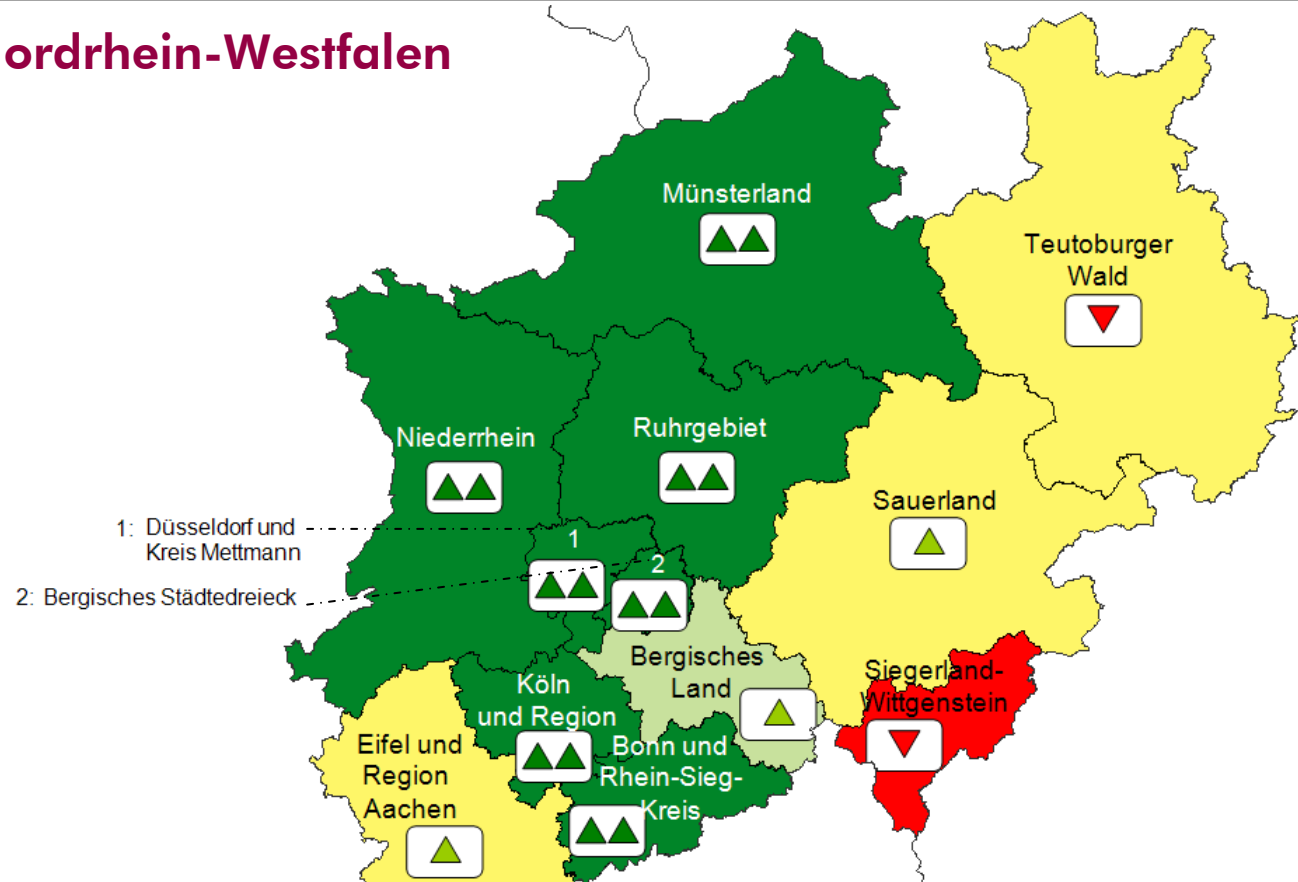 ordrhein-Westfalen
Münsterland
Teutoburger
Wald
Niederrhein
Ruhrgebiet
Sauerland
1: Düsseldorf und
Kreis Mettmann
1
2
2: Bergisches Städtedreieck
Bergisches
Land
Siegerland-
Wittgenstein
Köln
und Region
Eifel und
Region
Aachen
Bonn und
Rhein-Sieg-
Kreis